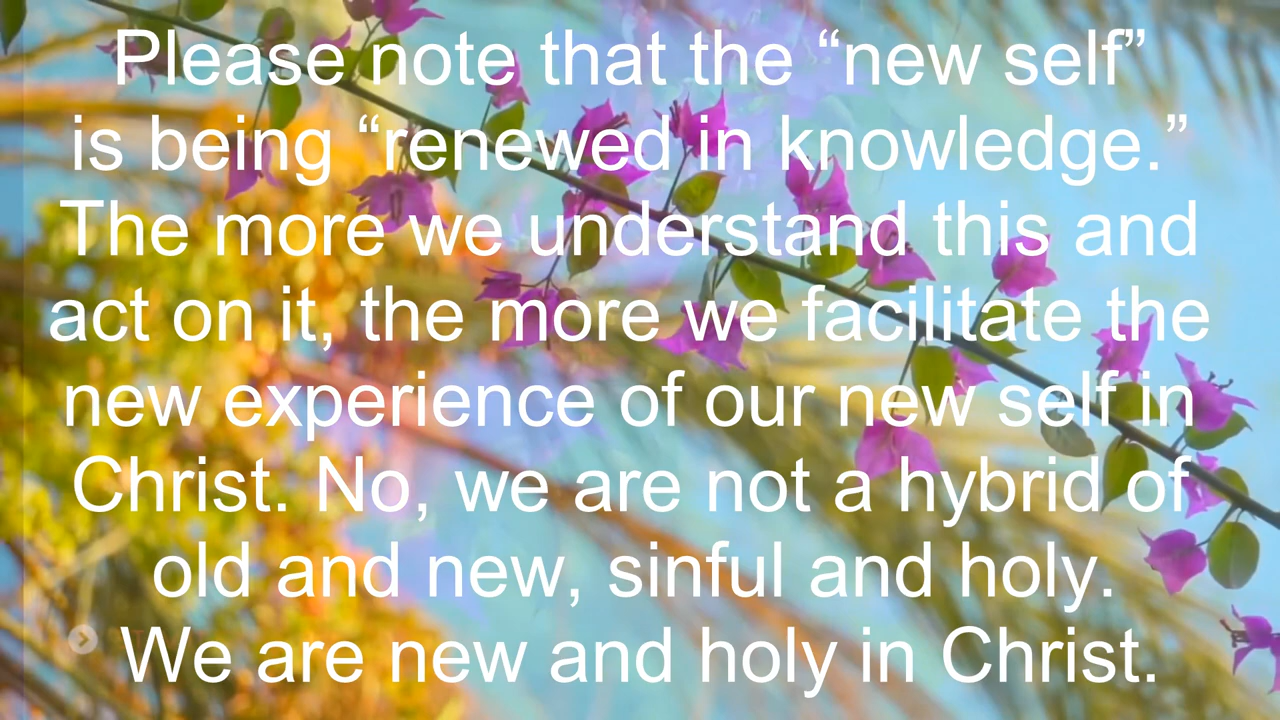 Please note that the “new self”
is being “renewed in knowledge.”
The more we understand this and
act on it, the more we facilitate the
new experience of our new self in
Christ. No, we are not a hybrid of
old and new, sinful and holy.
We are new and holy in Christ.